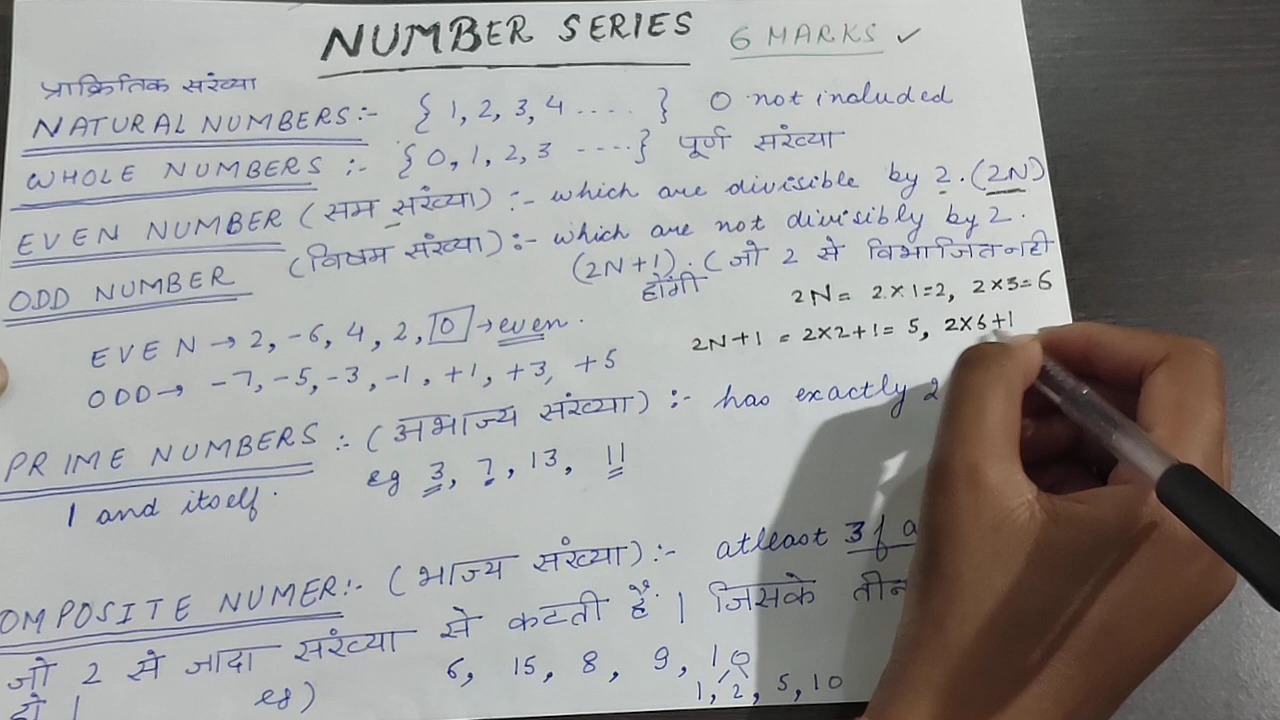 NUMBER SERIES 6 MARKS ✓
प्राक्रितिक संख्या
NATURAL NUMBERS :- { 1, 2, 3, 4 ..... } 0 not included
WHOLE NUMBERS :- { 0, 1, 2, 3 ----} पूर्ण संख्या
EVEN NUMBER (सम संख्या) :- which are divisible by 2. (2N)
ODD NUMBER (विषम संख्या) :- which are not divisibly by 2.
(2N+1). (जो 2 से विभाजित नही
होंगी
2N = 2×1=2, 2×3=6
EVEN → 2, -6, 4, 2, 0 → even.
2N+1 = 2×2+1= 5, 2×6+1
ODD → -7, -5, -3, -1, +1, +3, +5
PRIME NUMBERS :- (अभाज्य संख्या) :- has exactly 2
1 and itself. eg 3, 7, 13, 11
OMPOSITE NUMER:- (भाज्य संख्या) :- atleast 3 f a
जो 2 से जादा संख्या से कटती है। जिसके तीन
हो। eg) 6, 15, 8, 9, 10
1, 2, 5, 10